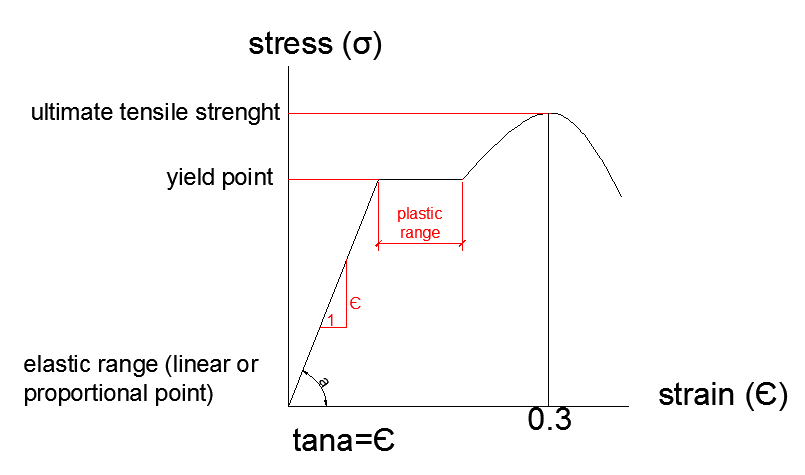 stress (σ)
ultimate tensile strenght
yield point
plastic
range
Є
1
elastic range (linear or
proportional point)
a
strain (Є)
0.3
tana=Є